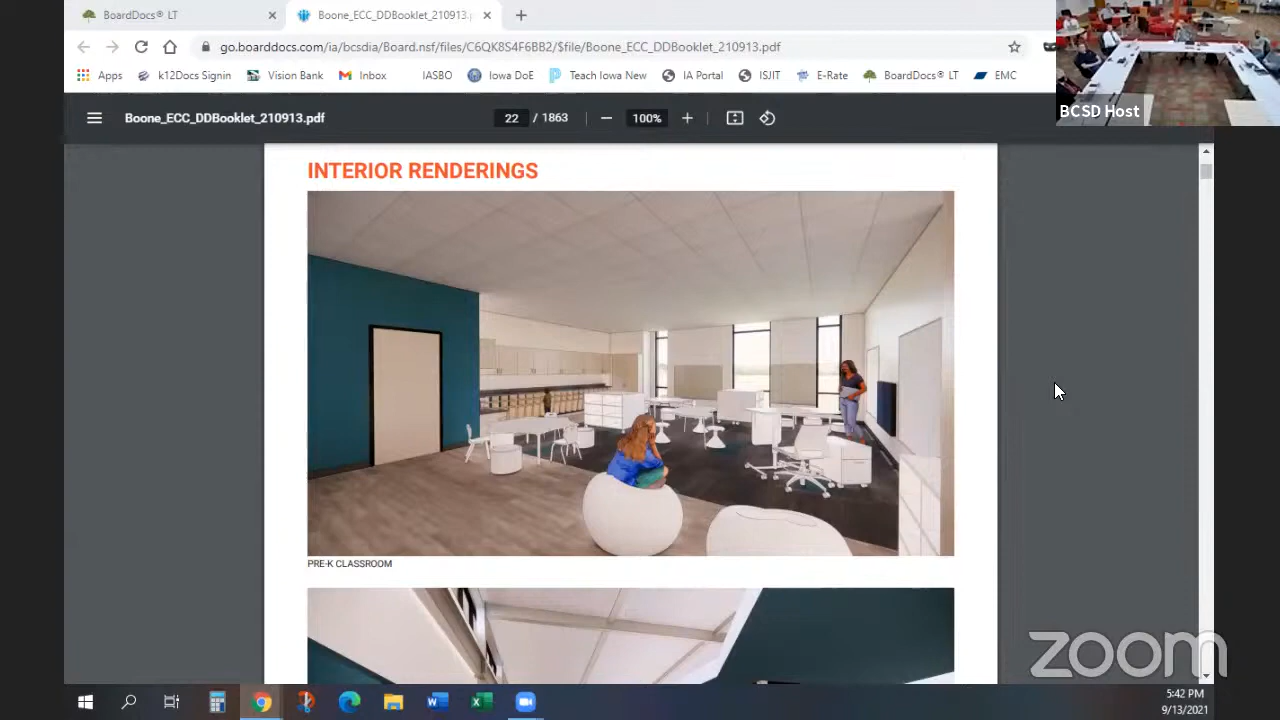 BoardDocs® LT
Boone_ECC_DDBooklet_210913.p
go.boarddocs.com/ia/bcsdia/Board.nsf/files/C6QK8S4F6BB2/$file/Boone_ECC_DDBooklet_210913.pdf
Apps k12Docs Signin Vision Bank Inbox IASBO Iowa DoE Teach Iowa New IA Portal ISJIT E-Rate BoardDocs® LT EMC
BCSD Host
Boone_ECC_DDBooklet_210913.pdf 22 / 1863 100%
INTERIOR RENDERINGS
PRE-K CLASSROOM
zoom
5:42 PM
9/13/2021